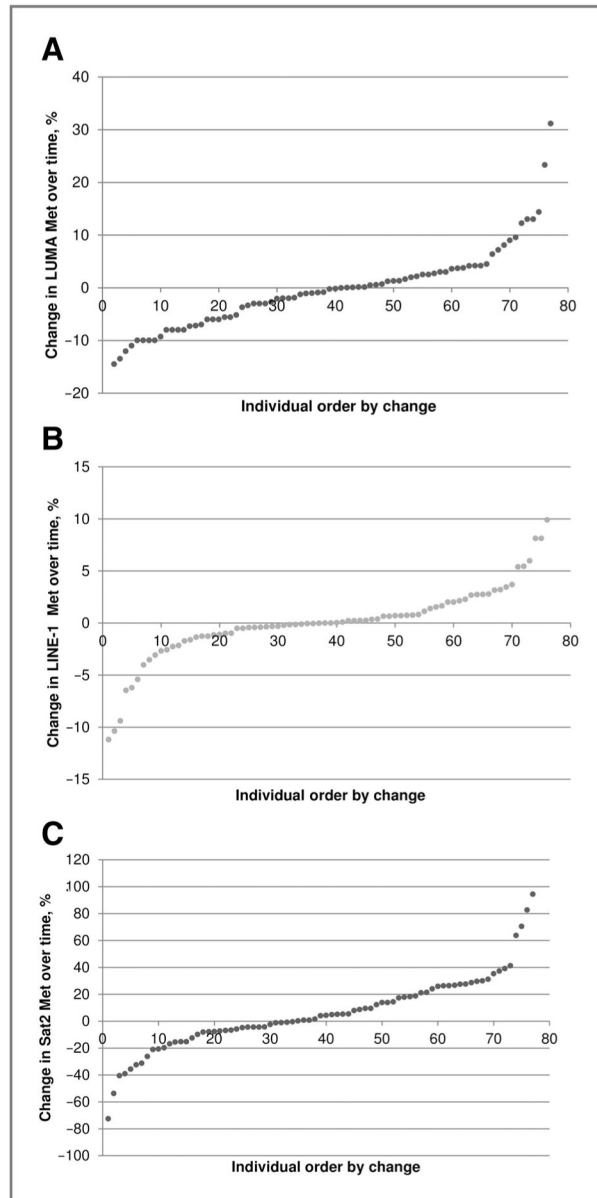 A
Change in LUMA Met over time, %
40
30
20
10
0
−10
−20
0 10 20 30 40 50 60 70 80
Individual order by change
B
Change in LINE-1 Met over time, %
15
10
5
0
−5
−10
−15
0 10 20 30 40 50 60 70 80
Individual order by change
C
Change in Sat2 Met over time, %
120
100
80
60
40
20
0
−20
−40
−60
−80
−100
0 10 20 30 40 50 60 70 80
Individual order by change